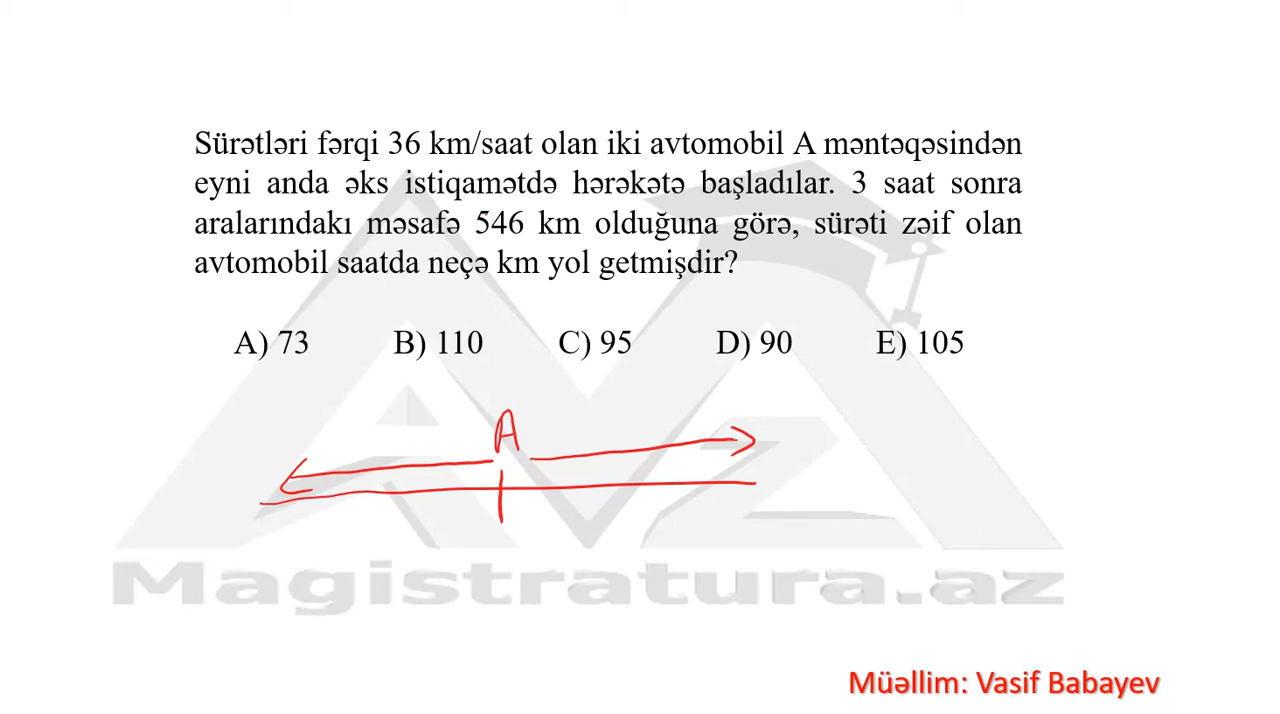 Sürətləri fərqi 36 km/saat olan iki avtomobil A məntəqəsindən
eyni anda əks istiqamətdə hərəkətə başladılar. 3 saat sonra
aralarındakı məsafə 546 km olduğuna görə, sürəti zəif olan
avtomobil saatda neçə km yol getmişdir?
A) 73 B) 110 C) 95 D) 90 E) 105
A
Magistratura.az
Müəllim: Vasif Babayev